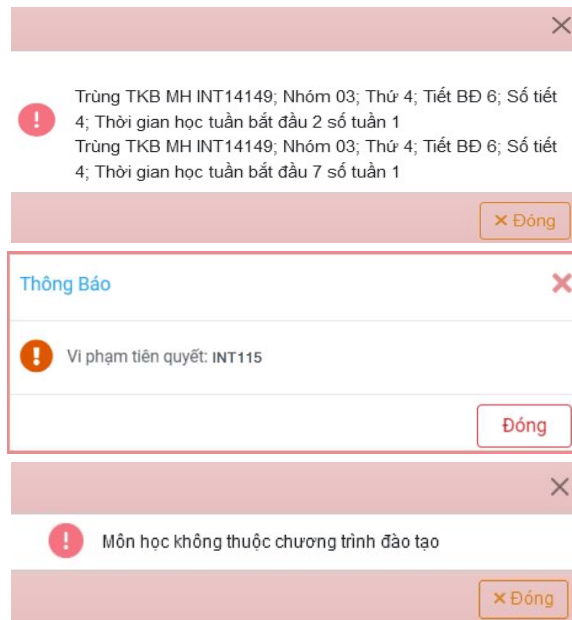 Trùng TKB MH INT14149; Nhóm 03; Thứ 4; Tiết BĐ 6; Số tiết
4; Thời gian học tuần bắt đầu 2 số tuần 1
Trùng TKB MH INT14149; Nhóm 03; Thứ 4; Tiết BĐ 6; Số tiết
4; Thời gian học tuần bắt đầu 7 số tuần 1
× Đóng
Thông Báo
Vi phạm tiên quyết: INT115
Đóng
Môn học không thuộc chương trình đào tạo
× Đóng